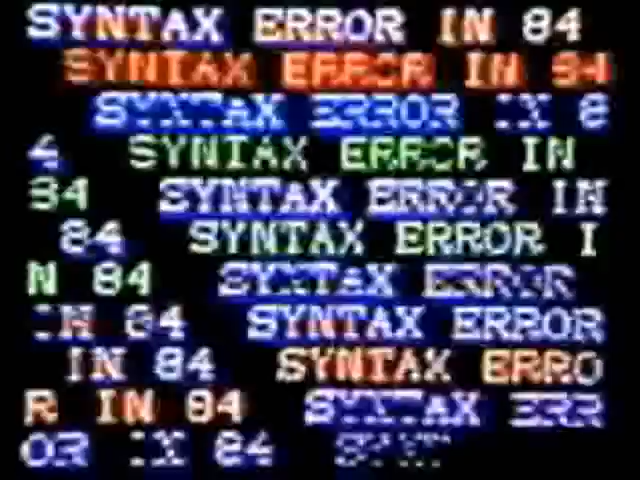 SYNTAX ERROR IN 84
SYNTAX ERROR IN 84
SYNTAX ERROR IN 8
4 SYNTAX ERROR IN
84 SYNTAX ERROR IN
84 SYNTAX ERROR I
N 84 SYNTAX ERROR
IN 84 SYNTAX ERROR
IN 84 SYNTAX ERRO
R IN 84 SYNTAX ERR
OR IN 84